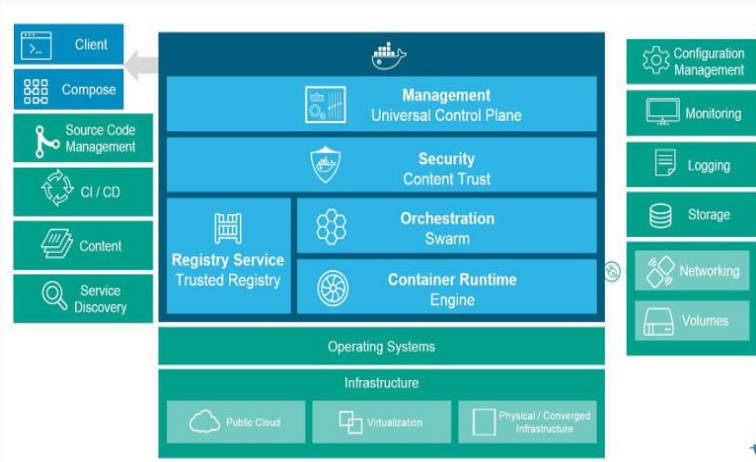 Client
Compose
Source Code
Management
CI / CD
Content
Service
Discovery
Management
Universal Control Plane
Security
Content Trust
Registry Service
Trusted Registry
Orchestration
Swarm
Container Runtime
Engine
Operating Systems
Infrastructure
Public Cloud
Virtualization
Physical / Converged
Infrastructure
Configuration
Management
Monitoring
Logging
Storage
Networking
Volumes